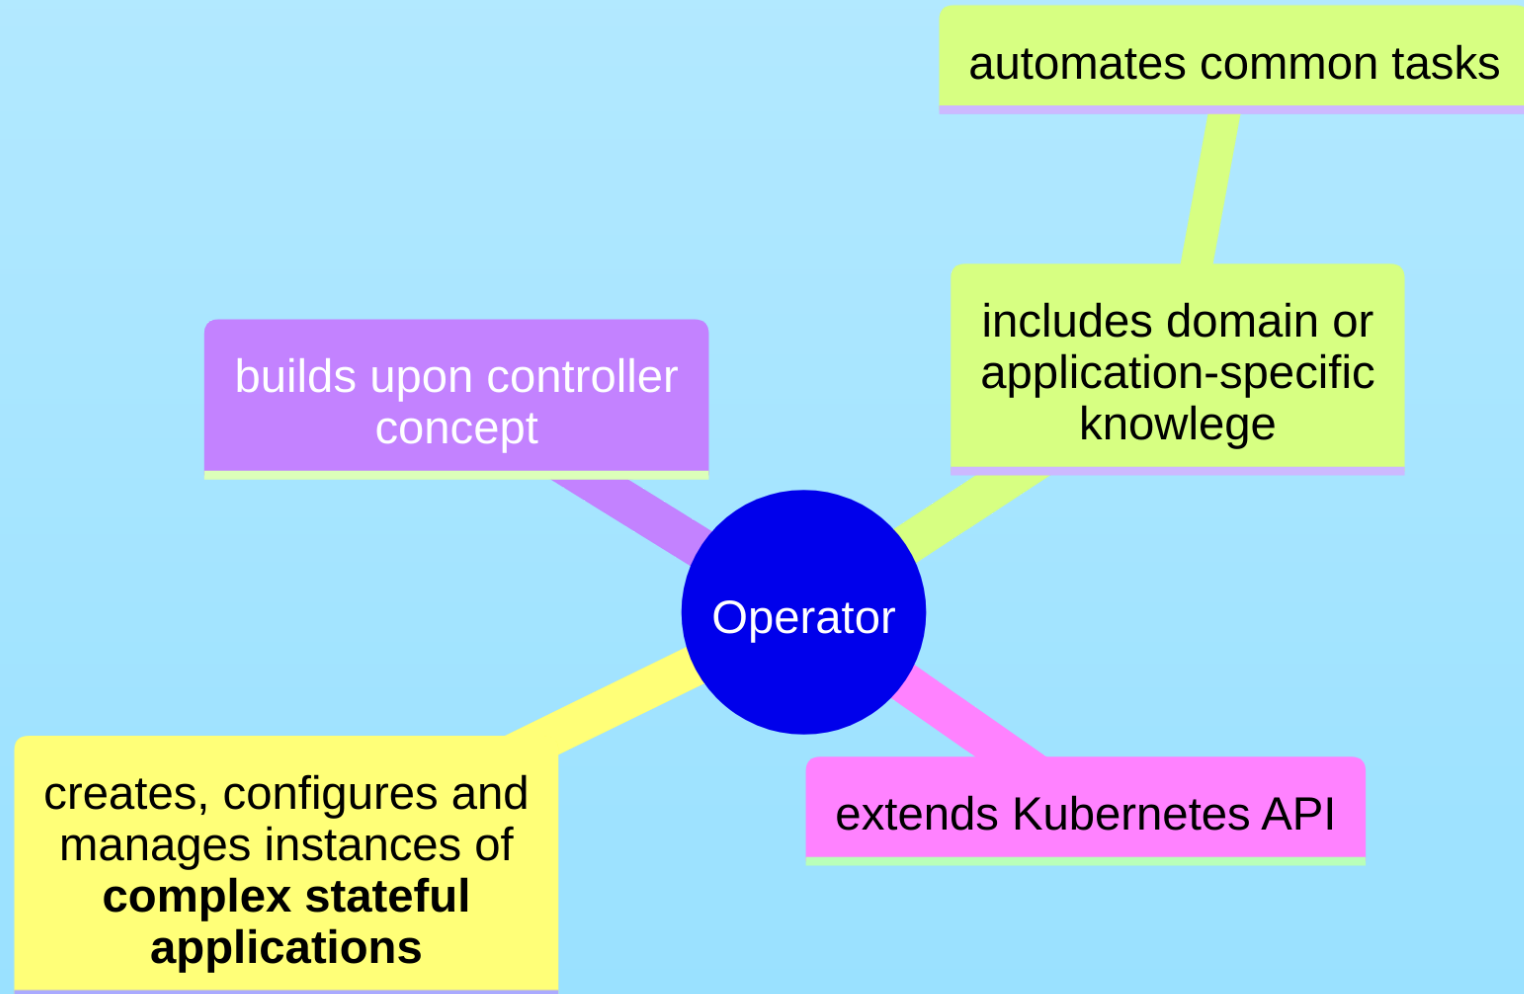 automates common tasks
includes domain or
application-specific
knowlege
builds upon controller
concept
Operator
creates, configures and
manages instances of
complex stateful
applications
extends Kubernetes API